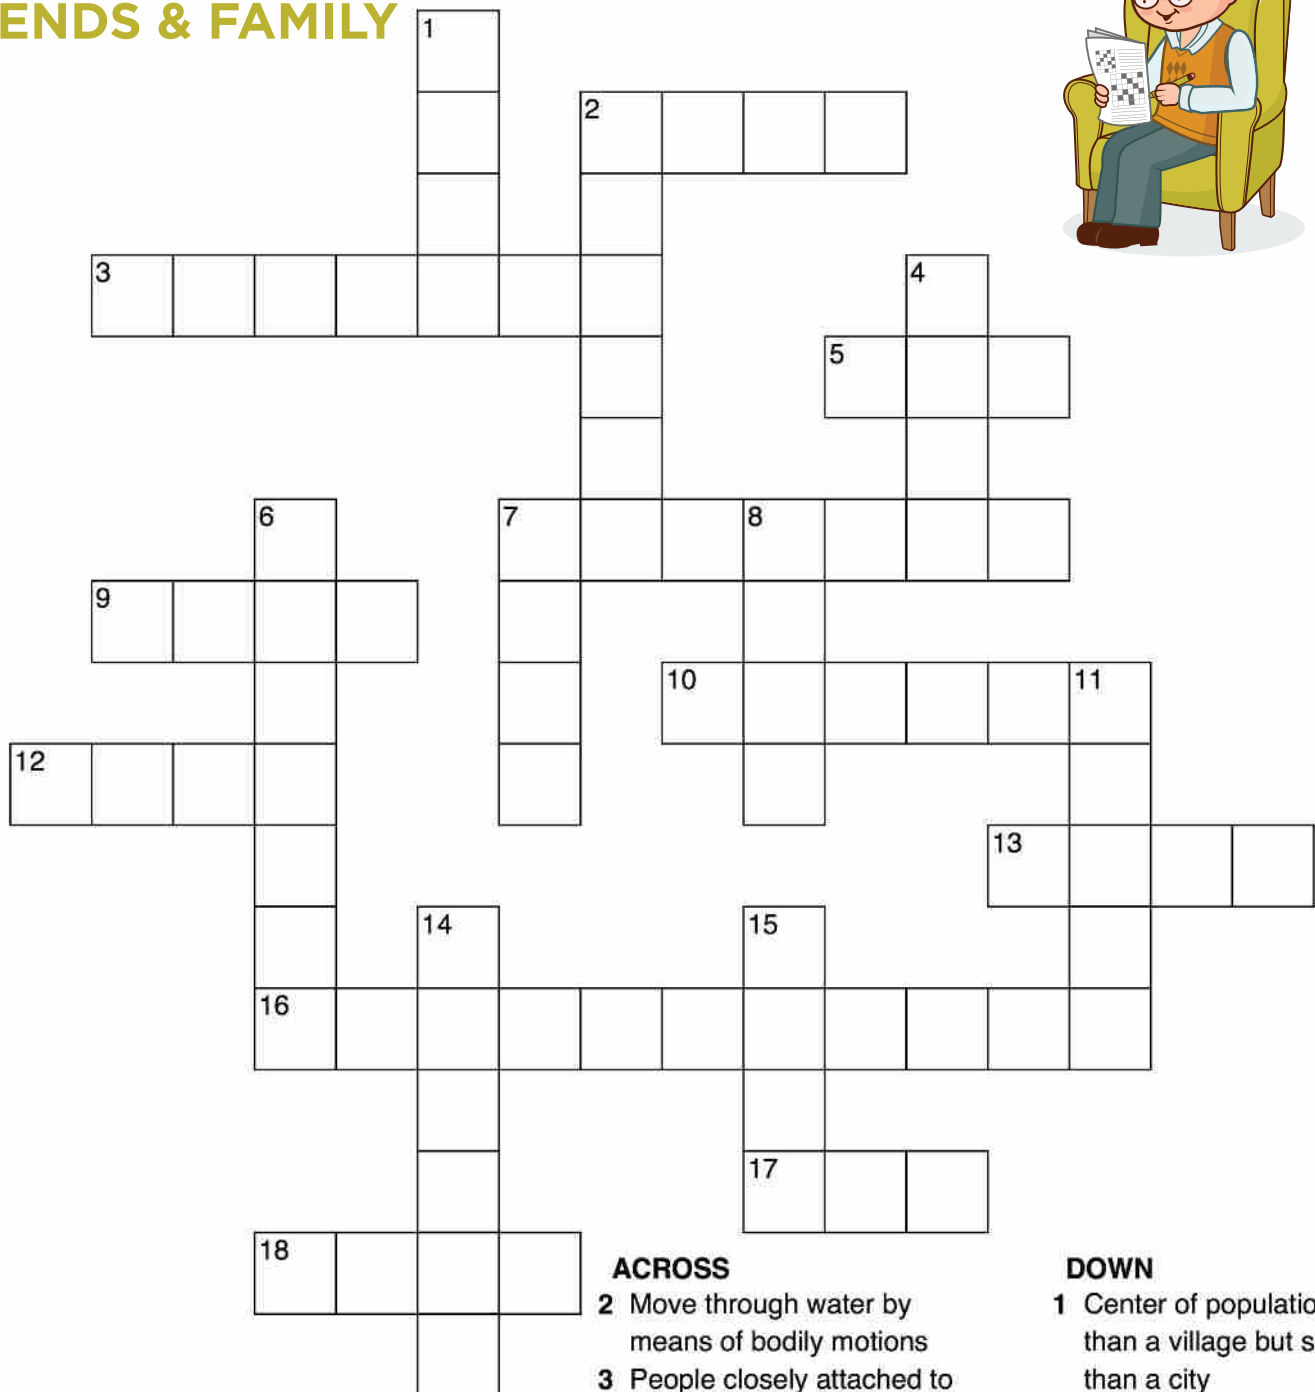 ENDS & FAMILY
1
2
3
4
5
6
7
8
9
10
11
12
13
14
15
16
17
18
ACROSS
2 Move through water by
means of bodily motions
3 People closely attached to
DOWN
1 Center of populatio
than a village but s
than a city